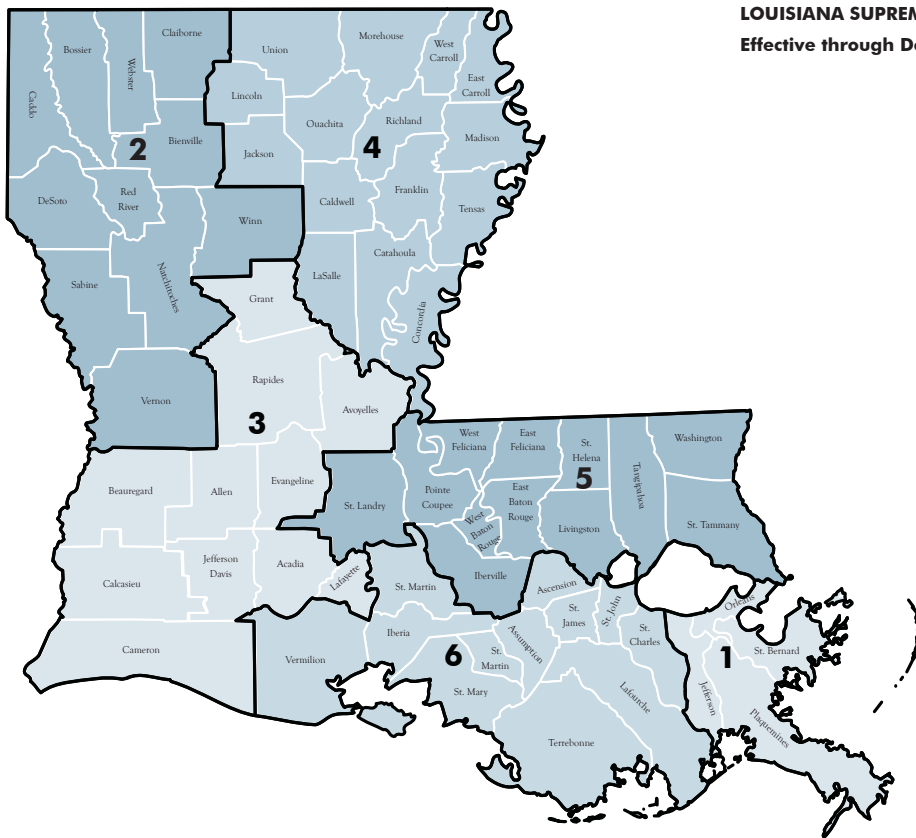 LOUISIANA SUPREM
Effective through De
Claiborne
Bossier
Webster
Caddo
2
Bienville
DeSoto
Red
River
Winn
Sabine
Natchitoches
Vernon
Union
Morehouse
West
Carroll
East
Carroll
Lincoln
Ouachita
Richland
Madison
4
Jackson
Caldwell
Franklin
Tensas
LaSalle
Catahoula
Concordia
Grant
Rapides
Avoyelles
3
Beauregard
Allen
Evangeline
Calcasieu
Jefferson
Davis
Acadia
Lafayette
Cameron
St. Landry
Pointe
Coupee
West
Feliciana
East
Feliciana
St.
Helena
5
Tangipahoa
Washington
West
Baton
Rouge
East
Baton
Rouge
Livingston
St. Tammany
Iberville
St. Martin
Ascension
Iberia
6
St.
Martin
Assumption
St.
James
St. John
St.
Charles
Vermilion
St. Mary
Lafourche
Terrebonne
Orleans
1
St. Bernard
Jefferson
Plaquemines